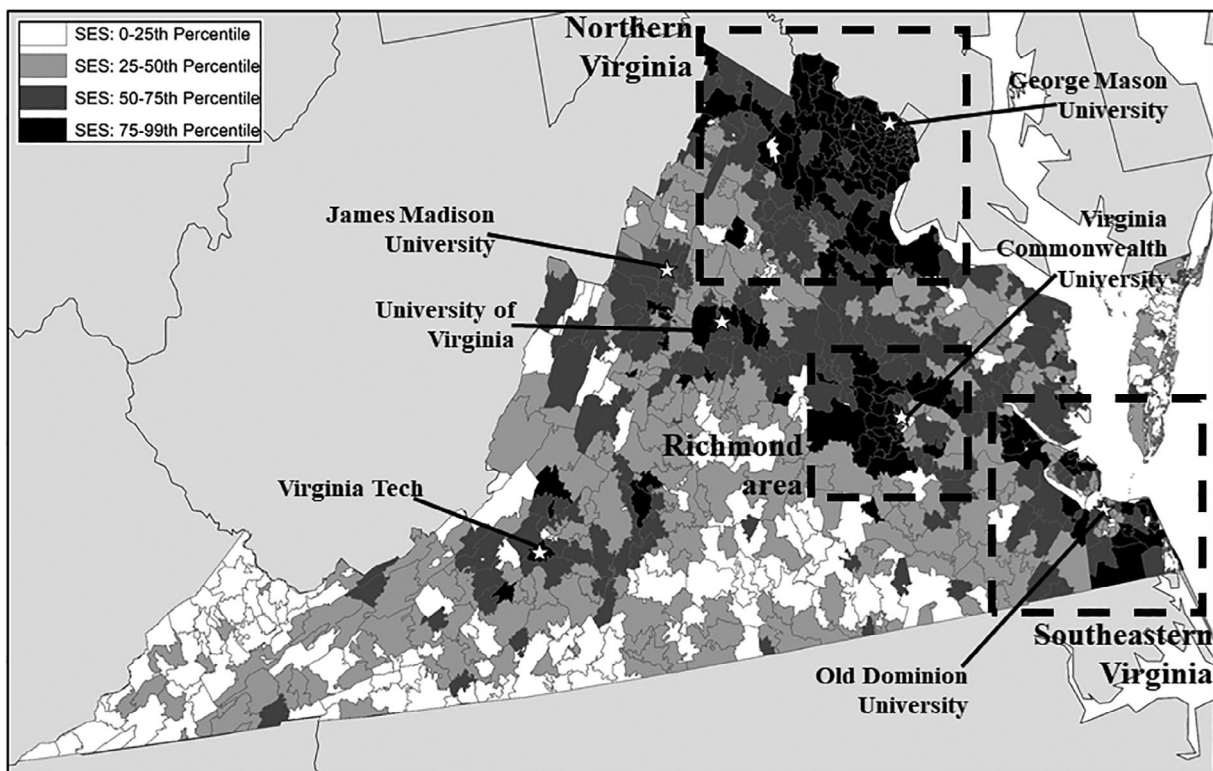 SES: 0-25th Percentile
SES: 25-50th Percentile
SES: 50-75th Percentile
SES: 75-99th Percentile
Northern
Virginia
George Mason
University
James Madison
University
Virginia
Commonwealth
University
University of
Virginia
Richmond
area
Virginia Tech
Southeastern
Virginia
Old Dominion
University